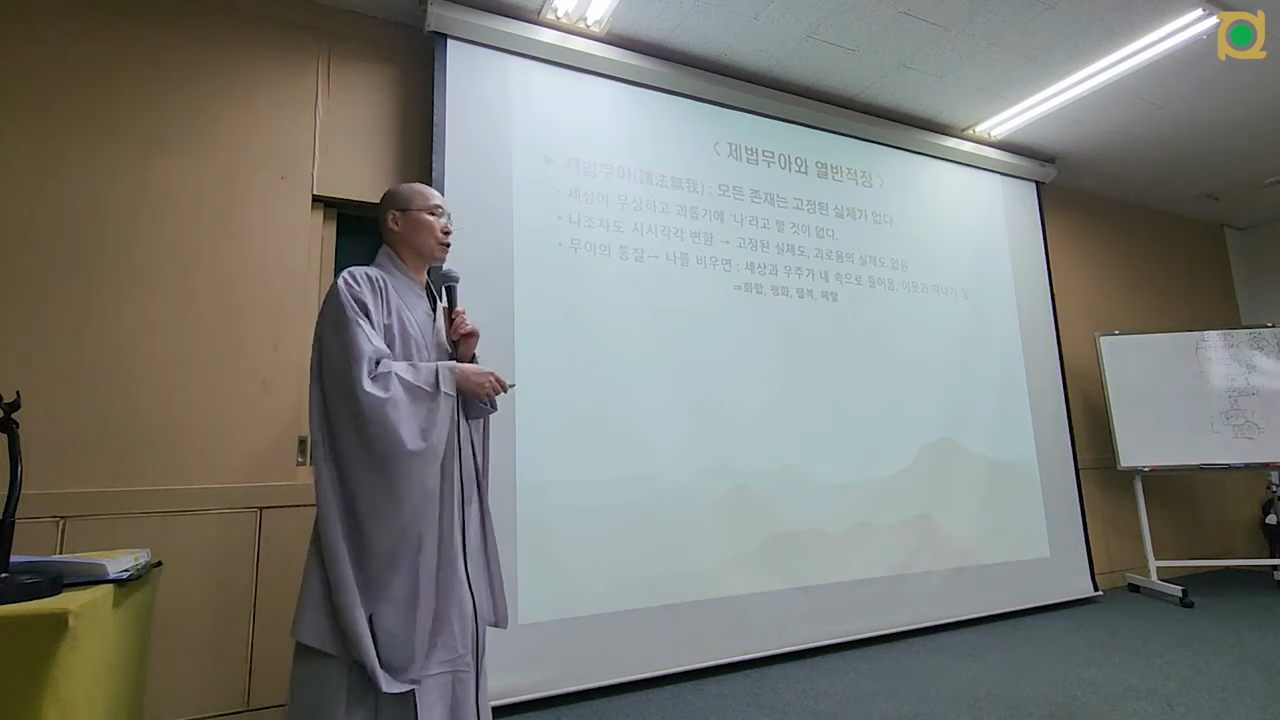 < 제법무아와 열반적정 >
▶ 제법무아(諸法無我) : 모든 존재는 고정된 실체가 없다
• 세상이 무상하고 괴롭기에 '나'라고 할 것이 없다.
• 나조차도 시시각각 변함 → 고정된 실체도, 괴로움의 실체도 없음
• 무아의 통찰→ 나를 비우면 : 세상과 우주가 내 속으로 들어옴, 이웃과 하나가 됨
⇒화합, 평화, 행복, 해탈